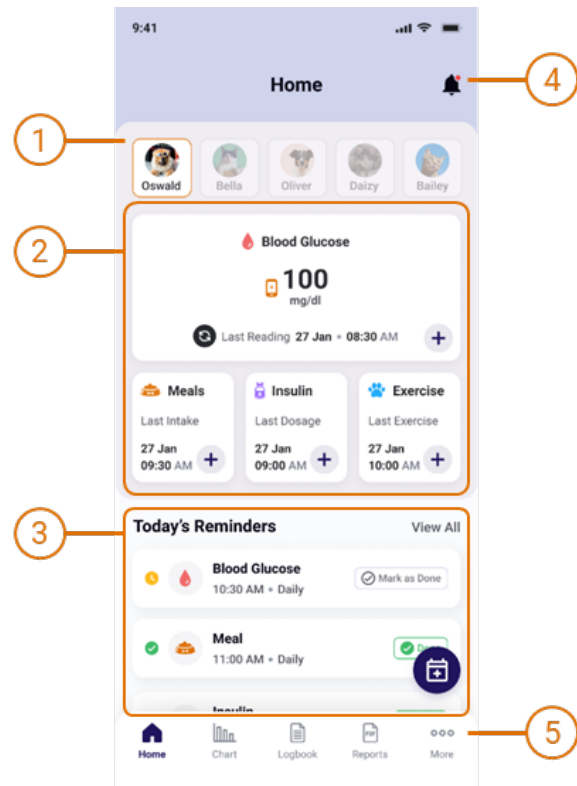 9:41
Home
4
1
Oswald Bella Oliver Daizy Bailey
2
Blood Glucose
100
mg/dl
Last Reading 27 Jan • 08:30 AM
Meals Insulin Exercise
Last Intake Last Dosage Last Exercise
27 Jan 27 Jan 27 Jan
09:30 AM 09:00 AM 10:00 AM
3
Today's Reminders View All
Blood Glucose
10:30 AM • Daily
Mark as Done
Meal
11:00 AM • Daily
Insulin
5
PDF
Home Chart Logbook Reports More